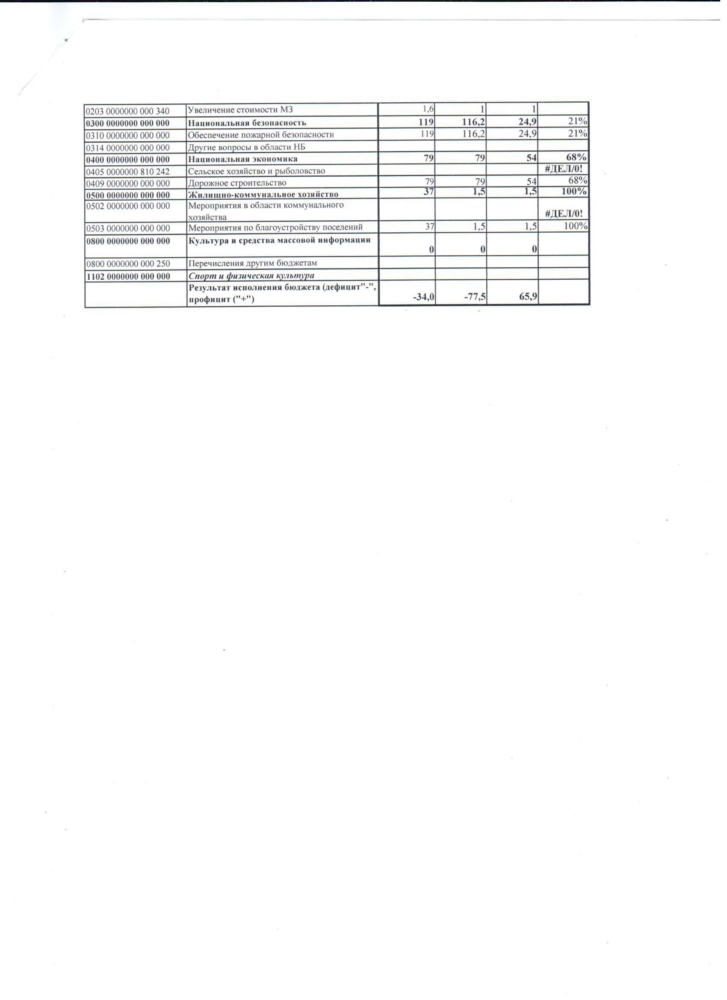 0203 0000000 000 340 Увеличение стоимости МЗ 1,6 1 1
0300 0000000 000 000 Национальная безопасность 119 116,2 24,9 21%
0310 0000000 000 000 Обеспечение пожарной безопасности 119 116,2 24,9 21%
0314 0000000 000 000 Другие вопросы в области НБ
0400 0000000 000 000 Национальная экономика 79 79 54 68%
0405 0000000 810 242 Сельское хозяйство и рыболовство #ДЕЛ/0!
0409 0000000 000 000 Дорожное строительство 79 79 54 68%
0500 0000000 000 000 Жилищно-коммунальное хозяйство 37 1,5 1,5 100%
0502 0000000 000 000 Мероприятия в области коммунального
хозяйства #ДЕЛ/0!
0503 0000000 000 000 Мероприятия по благоустройству поселений 37 1,5 1,5 100%
0800 0000000 000 000 Культура и средства массовой информации
0 0 0
0800 0000000 000 250 Перечисления другим бюджетам
1102 0000000 000 000 Спорт и физическая культура
Результат исполнения бюджета (дефицит"-",
профицит ("+") -34,0 -77,5 65,9